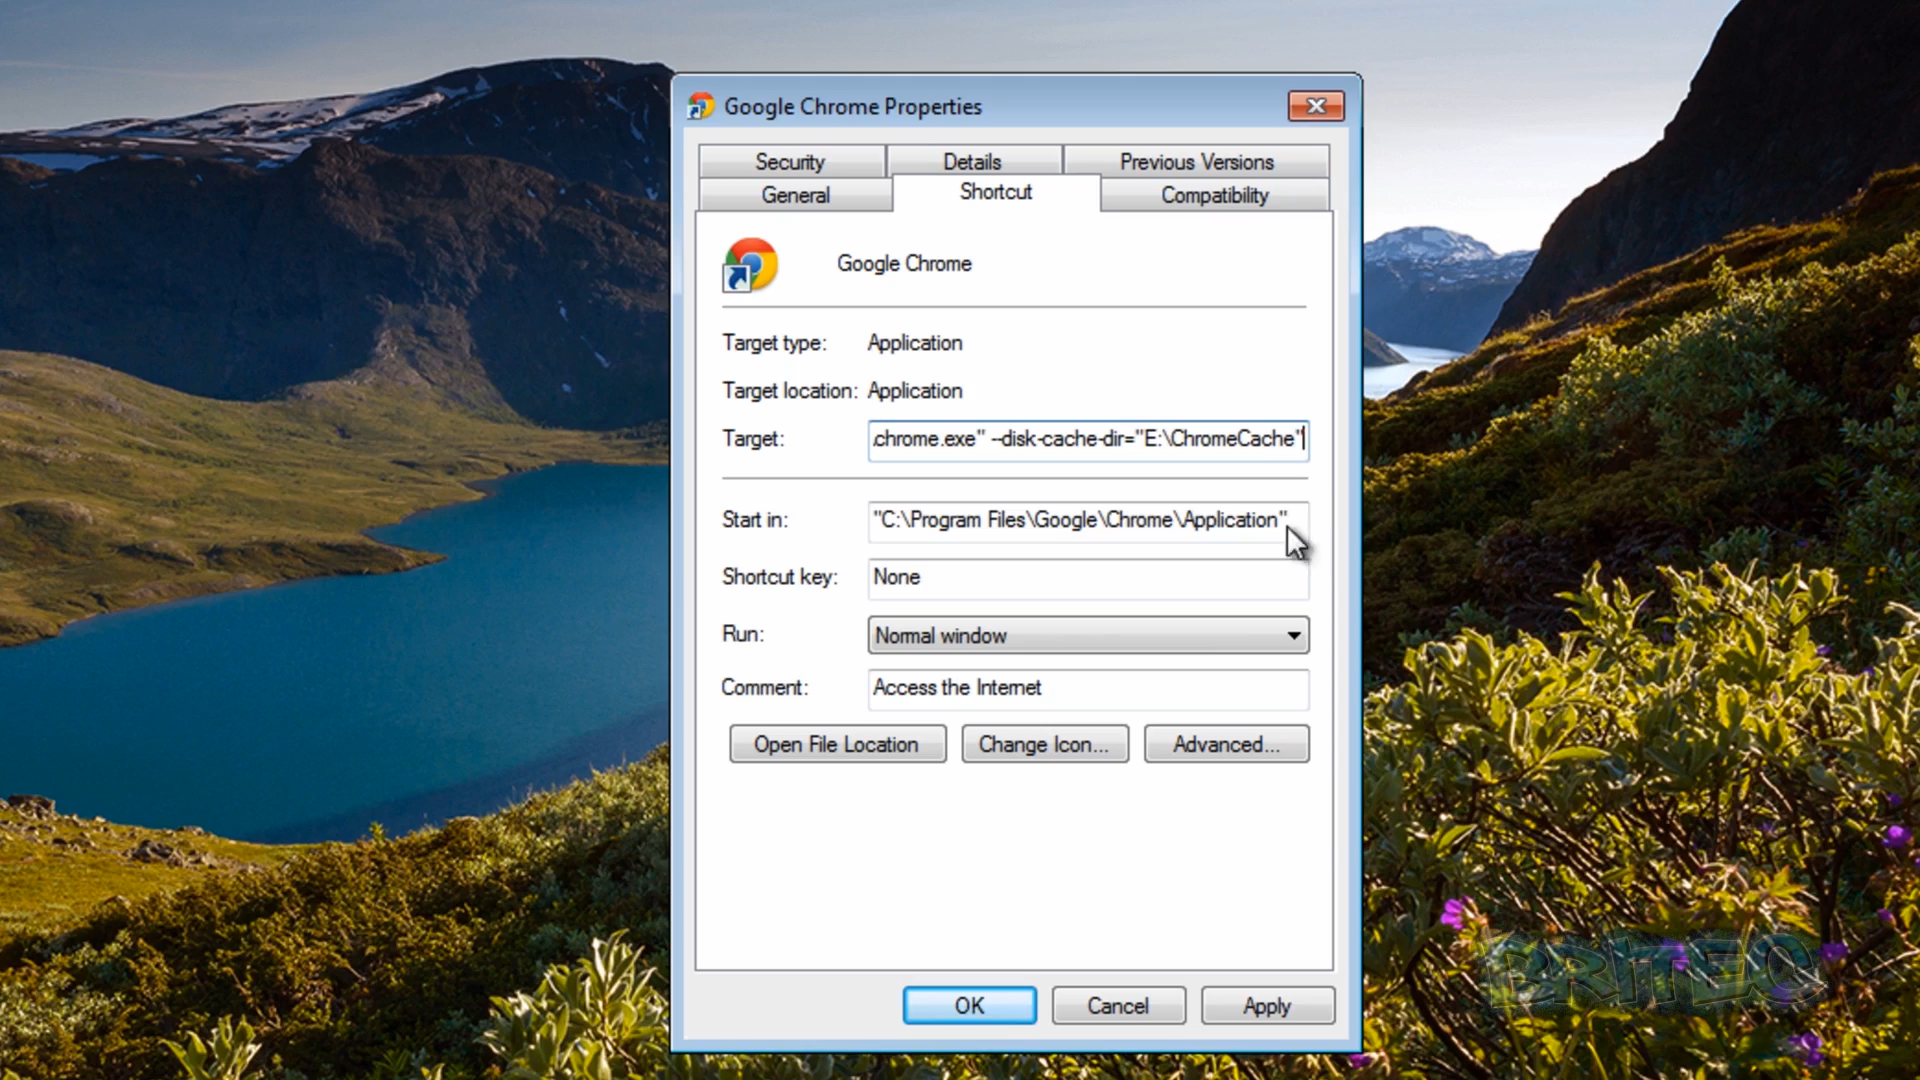 Google Chrome Properties
Security Details Previous Versions
General Shortcut Compatibility
Google Chrome
Target type: Application
Target location: Application
Target: .chrome.exe" --disk-cache-dir="E:\ChromeCache"
Start in: "C:\Program Files\Google\Chrome\Application"
Shortcut key: None
Run: Normal window
Comment: Access the Internet
Open File Location Change Icon... Advanced...
OK Cancel Apply
BRITEC